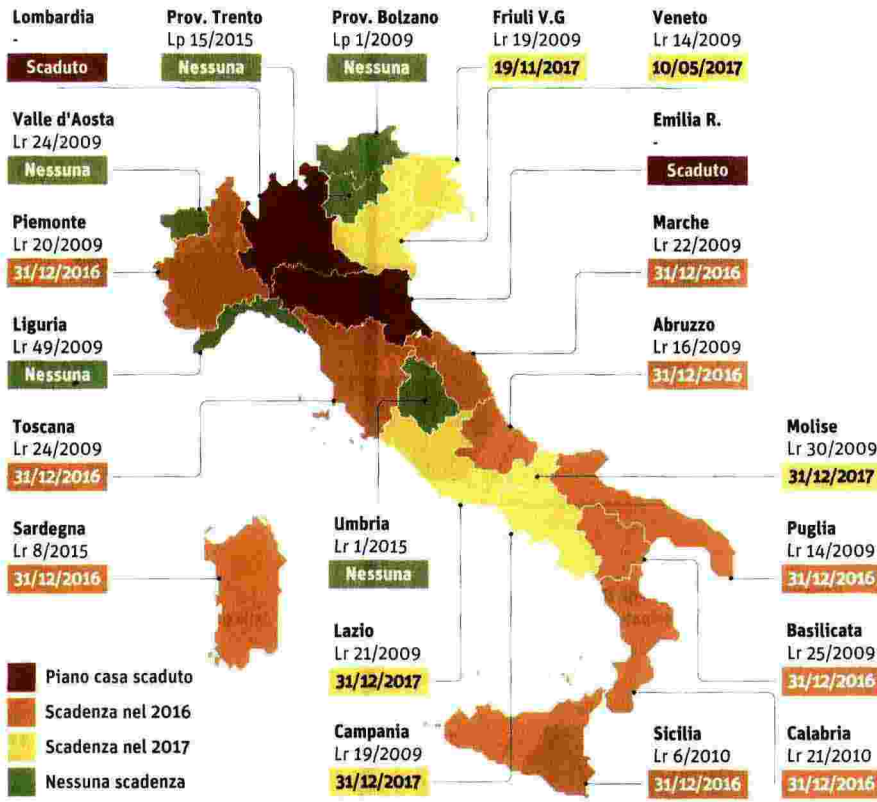 Lombardia
-
Scaduto
Prov. Trento
Lp 15/2015
Nessuna
Prov. Bolzano
Lp 1/2009
Nessuna
Friuli V.G
Lr 19/2009
19/11/2017
Veneto
Lr 14/2009
10/05/2017
Valle d'Aosta
Lr 24/2009
Nessuna
Emilia R.
-
Scaduto
Piemonte
Lr 20/2009
31/12/2016
Marche
Lr 22/2009
31/12/2016
Liguria
Lr 49/2009
Nessuna
Abruzzo
Lr 16/2009
31/12/2016
Toscana
Lr 24/2009
31/12/2016
Molise
Lr 30/2009
31/12/2017
Sardegna
Lr 8/2015
31/12/2016
Umbria
Lr 1/2015
Nessuna
Puglia
Lr 14/2009
31/12/2016
Lazio
Lr 21/2009
31/12/2017
Basilicata
Lr 25/2009
31/12/2016
Campania
Lr 19/2009
31/12/2017
Sicilia
Lr 6/2010
31/12/2016
Calabria
Lr 21/2010
31/12/2016
Piano casa scaduto
Scadenza nel 2016
Scadenza nel 2017
Nessuna scadenza